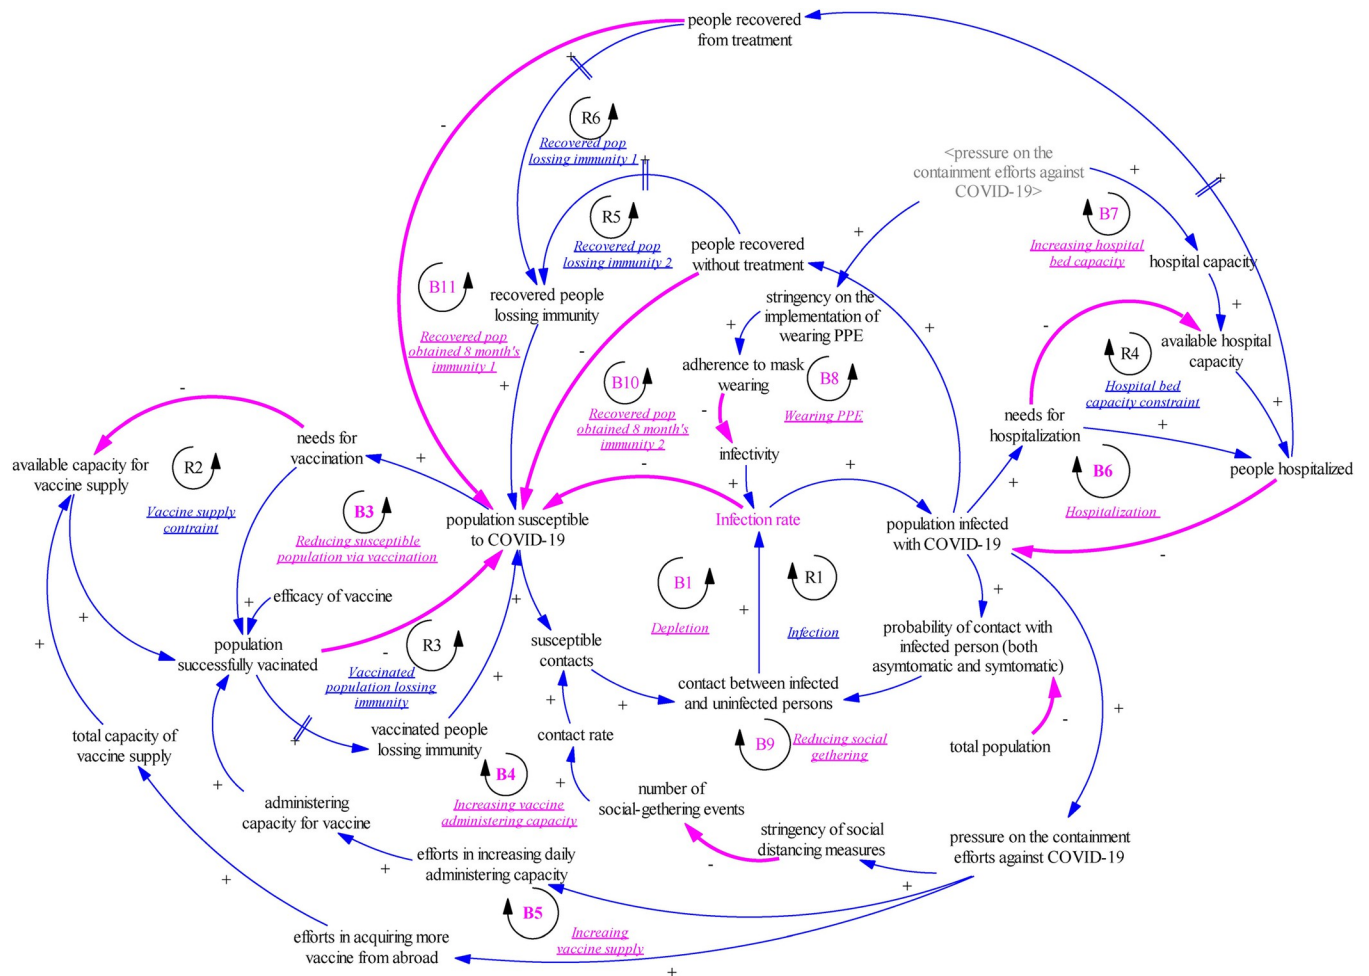 people recovered
from treatment
+
-
R6
Recovered pop
lossing immunity 1
+
<pressure on the
containment efforts against
COVID-19>
+
+
B7
Increasing hospital
bed capacity
hospital capacity
+
R5
Recovered pop
lossing immunity 2
people recovered
without treatment
+
B11
Recovered pop
obtained 8 month's
immunity 1
recovered people
lossing immunity
stringency on the
implementation of
wearing PPE
+
+
+
-
-
R4
Hospital bed
capacity constraint
available hospital
capacity
adherence to mask
wearing
B8
Wearing PPE
B10
Recovered pop
obtained 8 month's
immunity 2
+
-
-
infectivity
+
needs for
hospitalization
+
+
people hospitalized
B6
Hospitalization
+
-
needs for
vaccination
+
available capacity for
vaccine supply
R2
Vaccine supply
contraint
B3
Reducing susceptible
population via vaccination
-
+
population susceptible
to COVID-19
Infection rate
population infected
with COVID-19
-
B1
Depletion
R1
Infection
+
+
efficacy of vaccine
+
+
+
population
successfully vacinated
-
R3
Vaccinated
population lossing
immunity
+
susceptible
contacts
probability of contact with
infected person (both
asymtomatic and symtomatic)
+
+
+
+
contact between infected
and uninfected persons
+
-
total population
+
total capacity of
vaccine supply
+
vaccinated people
lossing immunity
contact rate
B9
Reducing social
gethering
B4
Increasing vaccine
administering capacity
+
+
number of
social-gethering events
administering
capacity for vaccine
stringency of social
distancing measures
pressure on the containment
efforts against COVID-19
-
+
efforts in increasing daily
administering capacity
+
+
B5
Increaing
vaccine supply
efforts in acquiring more
vaccine from abroad
+